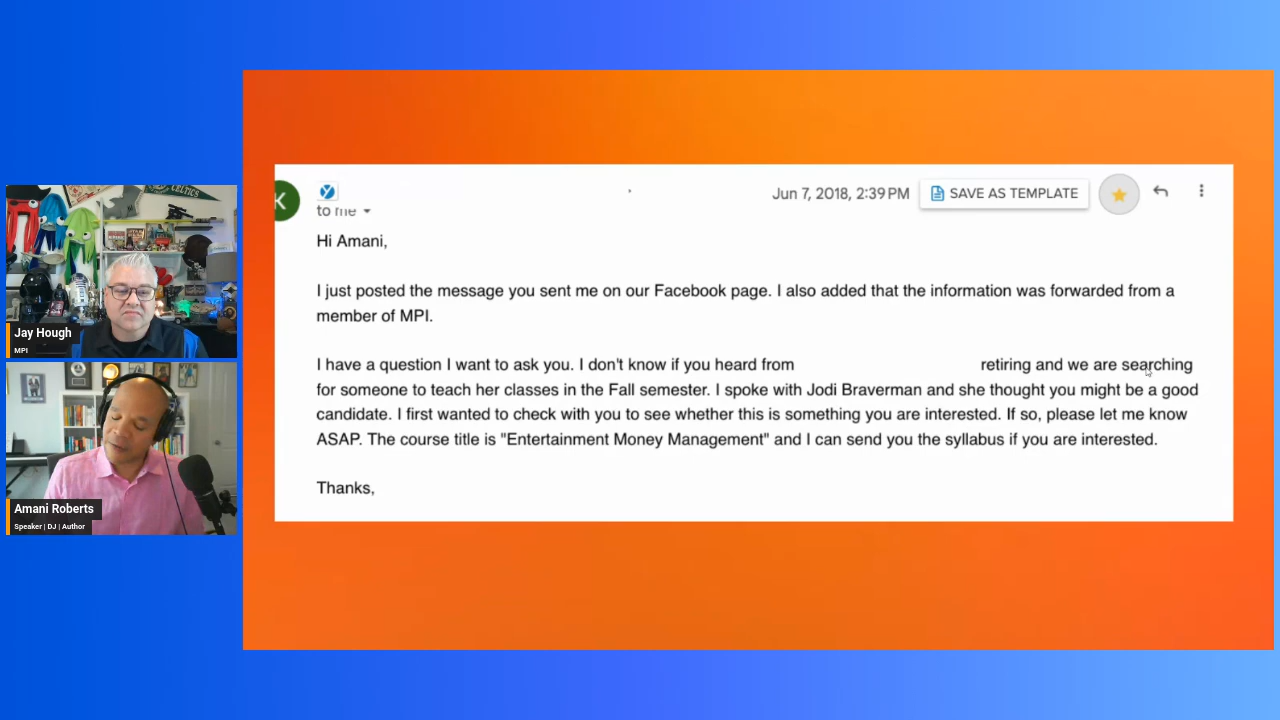 CELTICS
Jay Hough
MPI
Amani Roberts
Speaker | DJ | Author
K
Jun 7, 2018, 2:39 PM
SAVE AS TEMPLATE
to me
Hi Amani,
I just posted the message you sent me on our Facebook page. I also added that the information was forwarded from a
member of MPI.
I have a question I want to ask you. I don't know if you heard from retiring and we are searching
for someone to teach her classes in the Fall semester. I spoke with Jodi Braverman and she thought you might be a good
candidate. I first wanted to check with you to see whether this is something you are interested. If so, please let me know
ASAP. The course title is "Entertainment Money Management" and I can send you the syllabus if you are interested.
Thanks,